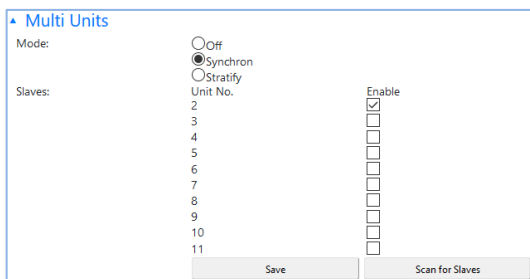 Multi Units
Mode:
Off
Synchron
Stratify
Slaves: Unit No. Enable
2
3
4
5
6
7
8
9
10
11
Save Scan for Slaves